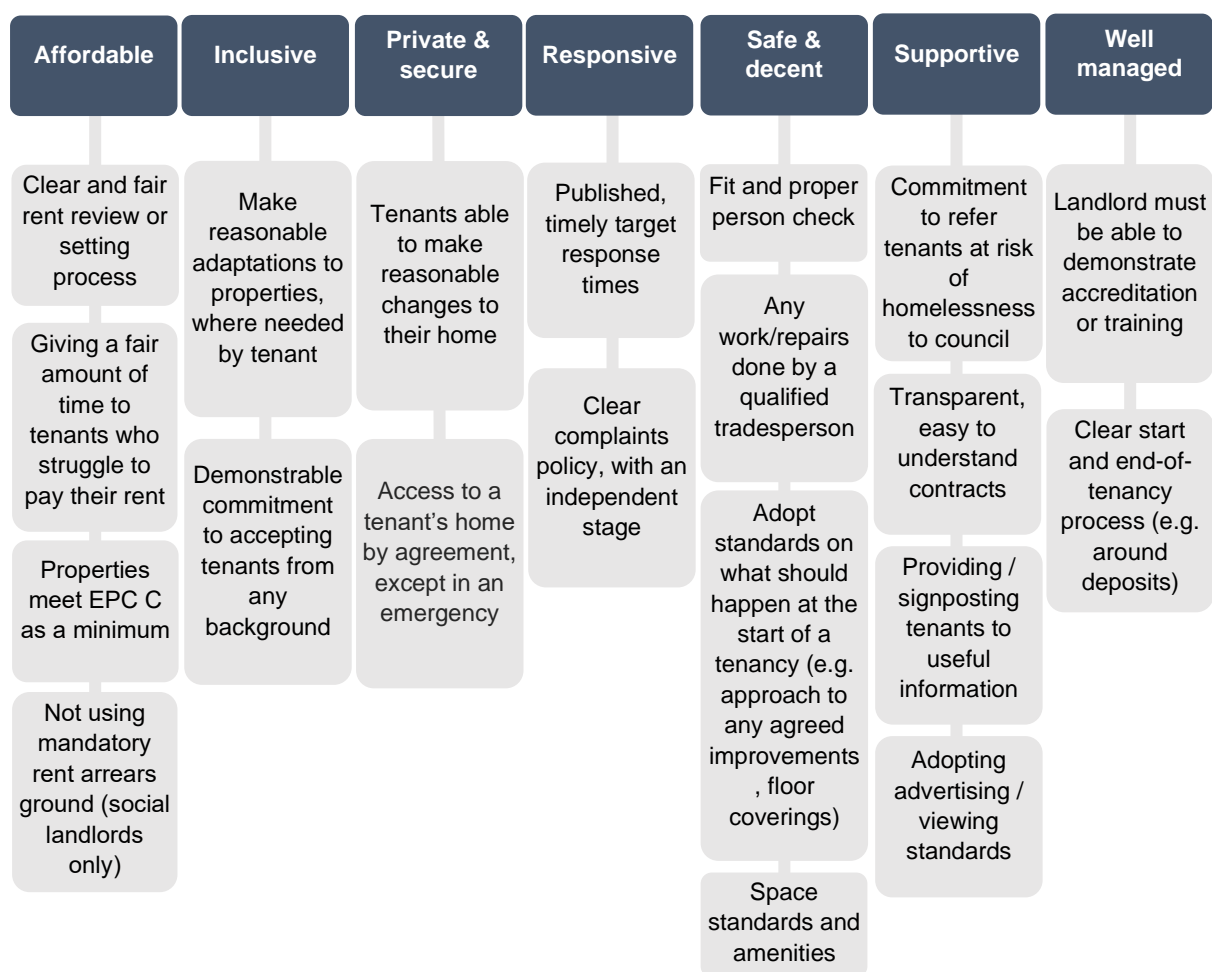 Affordable
Clear and fair
rent review or
setting
process
Giving a fair
amount of
time to
tenants who
struggle to
pay their rent
Properties
meet EPC C
as a minimum
Not using
mandatory
rent arrears
ground (social
landlords
only)
Inclusive
Make
reasonable
adaptations to
properties,
where needed
by tenant
Demonstrable
commitment
to accepting
tenants from
any
background
Private &
secure
Tenants able
to make
reasonable
changes to
their home
Access to a
tenant’s home
by agreement,
except in an
emergency
Responsive
Published,
timely target
response
times
Clear
complaints
policy, with an
independent
stage
Safe &
decent
Fit and proper
person check
Any
work/repairs
done by a
qualified
tradesperson
Adopt
standards on
what should
happen at the
start of a
tenancy (e.g.
approach to
any agreed
improvements
, floor
coverings)
Space
standards and
amenities
Supportive
Commitment
to refer
tenants at risk
of
homelessness
to council
Transparent,
easy to
understand
contracts
Providing /
signposting
tenants to
useful
information
Adopting
advertising /
viewing
standards
Well
managed
Landlord must
be able to
demonstrate
accreditation
or training
Clear start
and end-of-
tenancy
process (e.g.
around
deposits)